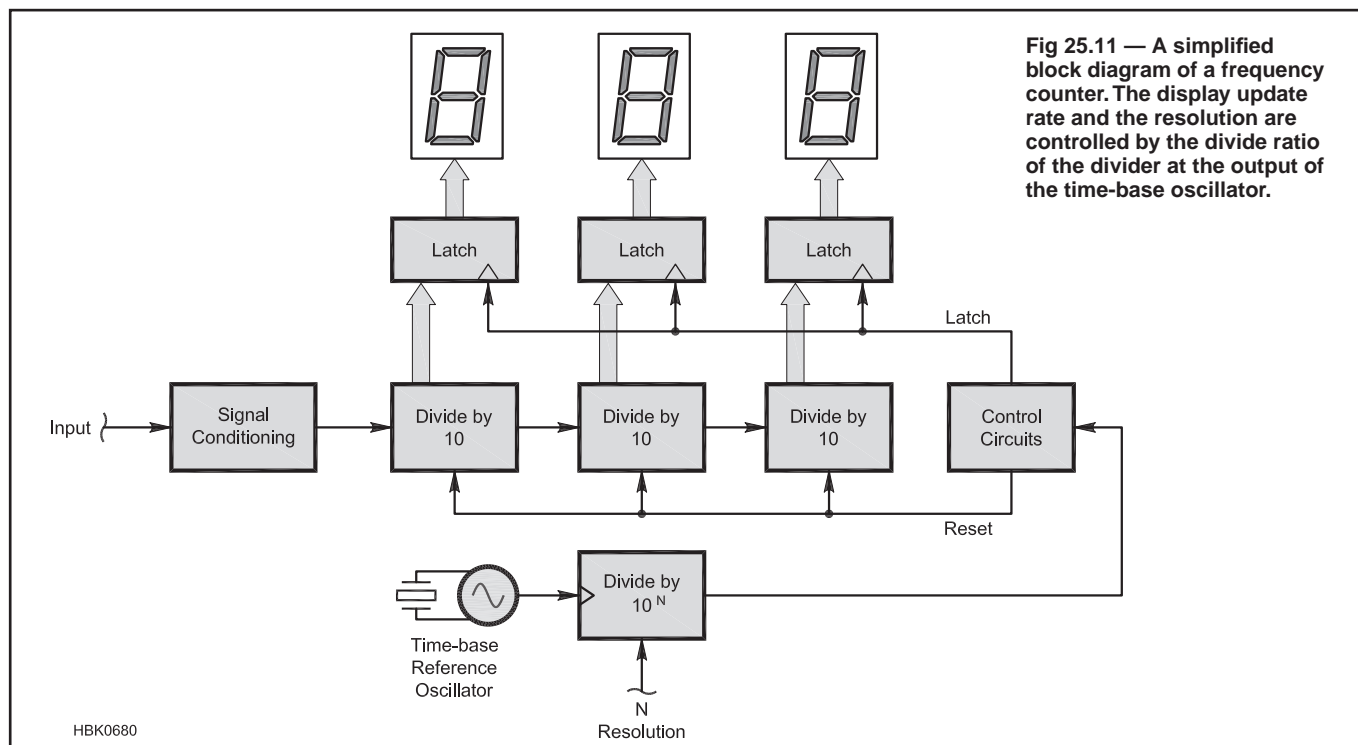 Fig 25.11 — A simplified
block diagram of a frequency
counter. The display update
rate and the resolution are
controlled by the divide ratio
of the divider at the output of
the time-base oscillator.
Latch
Latch
Latch
Latch
Input
Signal
Conditioning
Divide by
10
Divide by
10
Divide by
10
Control
Circuits
Reset
Divide by
10 N
Time-base
Reference
Oscillator
N
Resolution
HBK0680